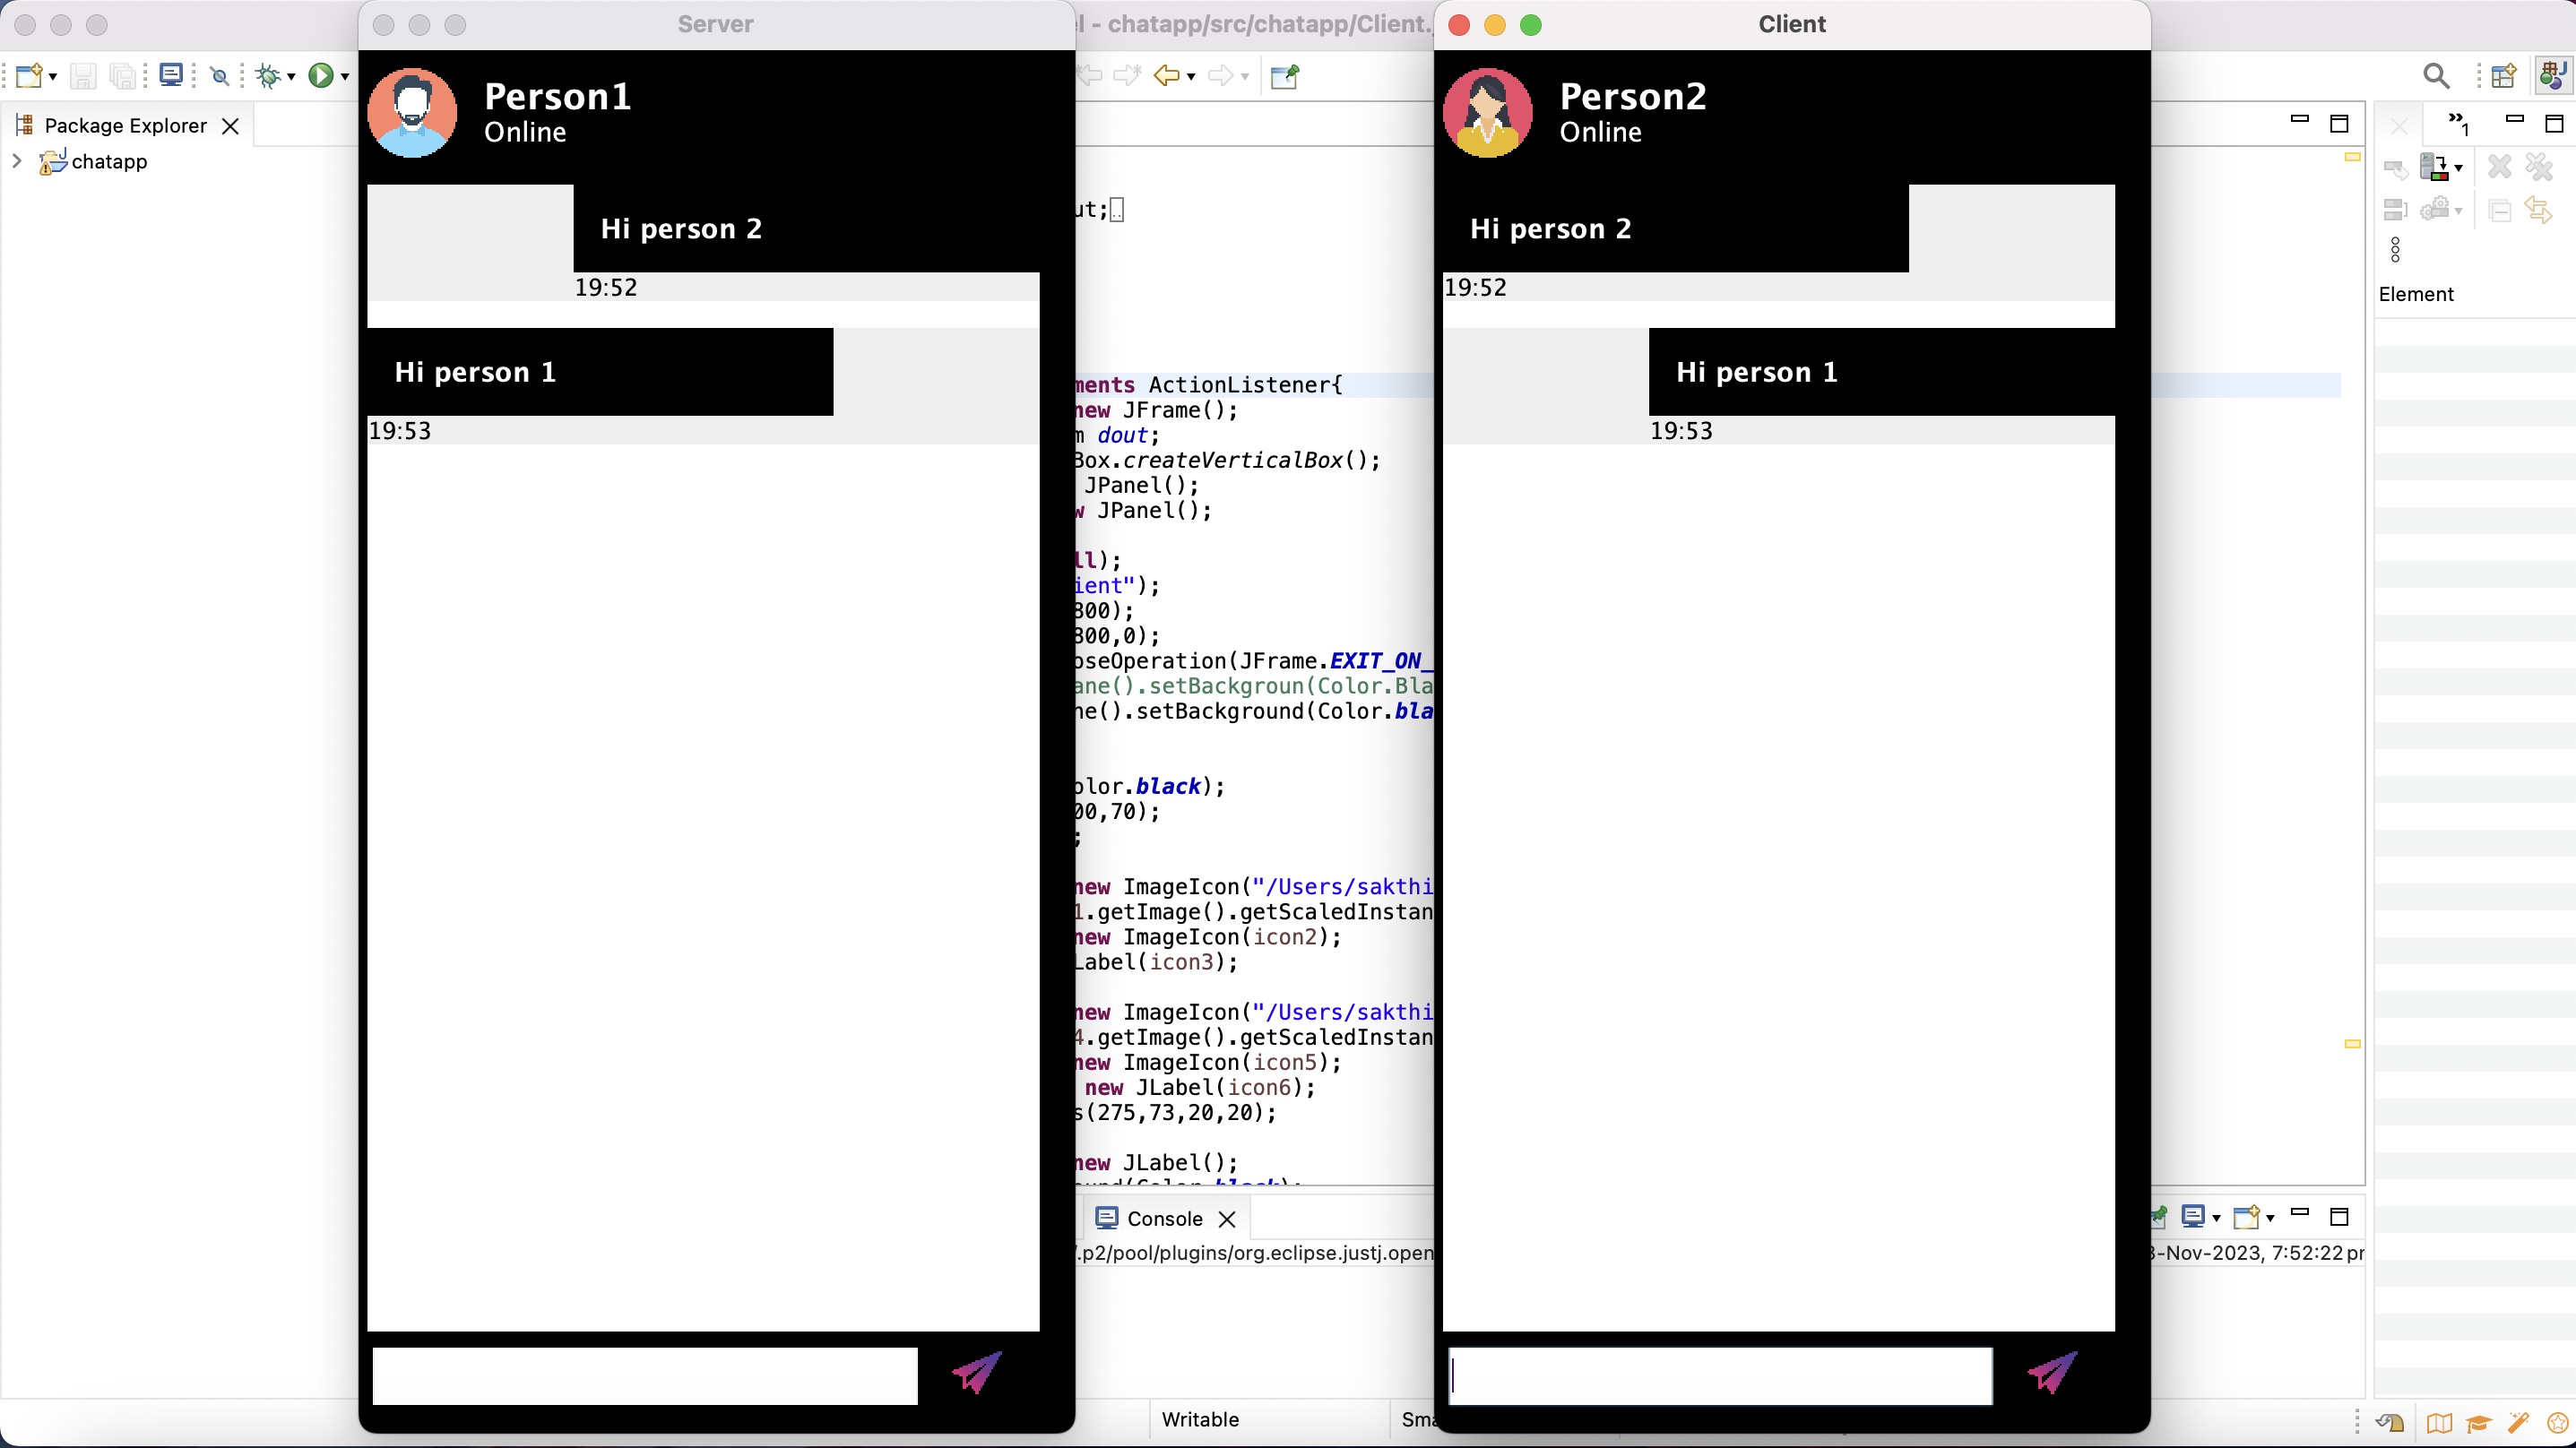 Server
el - chatapp/src/chatapp/Client.
Client
Package Explorer
chatapp
Person1
Online
Hi person 2
19:52
Hi person 1
19:53
ut;
ments ActionListener{
new JFrame();
m dout;
Box.createVerticalBox();
JPanel();
w JPanel();
ll);
ient");
800);
800,0);
oseOperation(JFrame.EXIT_ON_
ane().setBackgroun(Color.Bla
ne().setBackground(Color.bla
olor.black);
00,70);
;
new ImageIcon("/Users/sakthi
1.getImage().getScaledInstan
new ImageIcon(icon2);
Label(icon3);
new ImageIcon("/Users/sakthi
4.getImage().getScaledInstan
new ImageIcon(icon5);
new JLabel(icon6);
s(275,73,20,20);
new JLabel();
Person2
Online
Hi person 2
19:52
Hi person 1
19:53
1
Element
Console
.p2/pool/plugins/org.eclipse.justj.open
-Nov-2023, 7:52:22 p
Writable
Sma